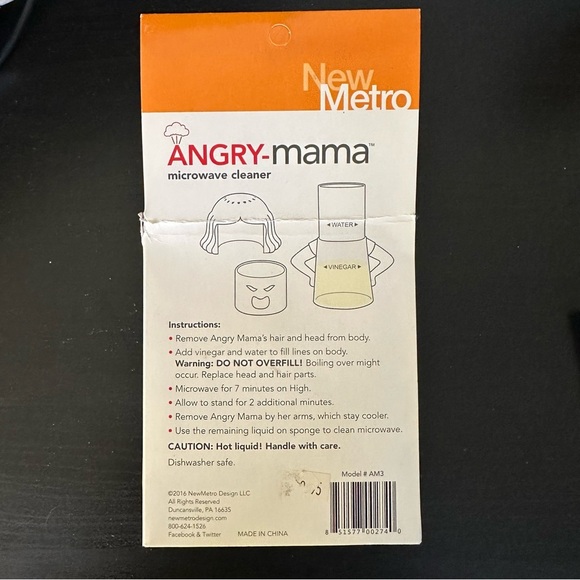 New
Metro
ANGRY-mama™
microwave cleaner
◄WATER►
◄VINEGAR►
Instructions:
• Remove Angry Mama's hair and head from body.
• Add vinegar and water to fill lines on body.
Warning: DO NOT OVERFILL! Boiling over might
occur. Replace head and hair parts.
• Microwave for 7 minutes on High.
• Allow to stand for 2 additional minutes.
• Remove Angry Mama by her arms, which stay cooler.
• Use the remaining liquid on sponge to clean microwave.
CAUTION: Hot liquid! Handle with care.
Dishwasher safe.
Model # AM3
©2016 NewMetro Design LLC
All Rights Reserved
Duncansville, PA 16635
newmetrodesign.com
800-624-1526
Facebook & Twitter MADE IN CHINA
8 51577 00274 0